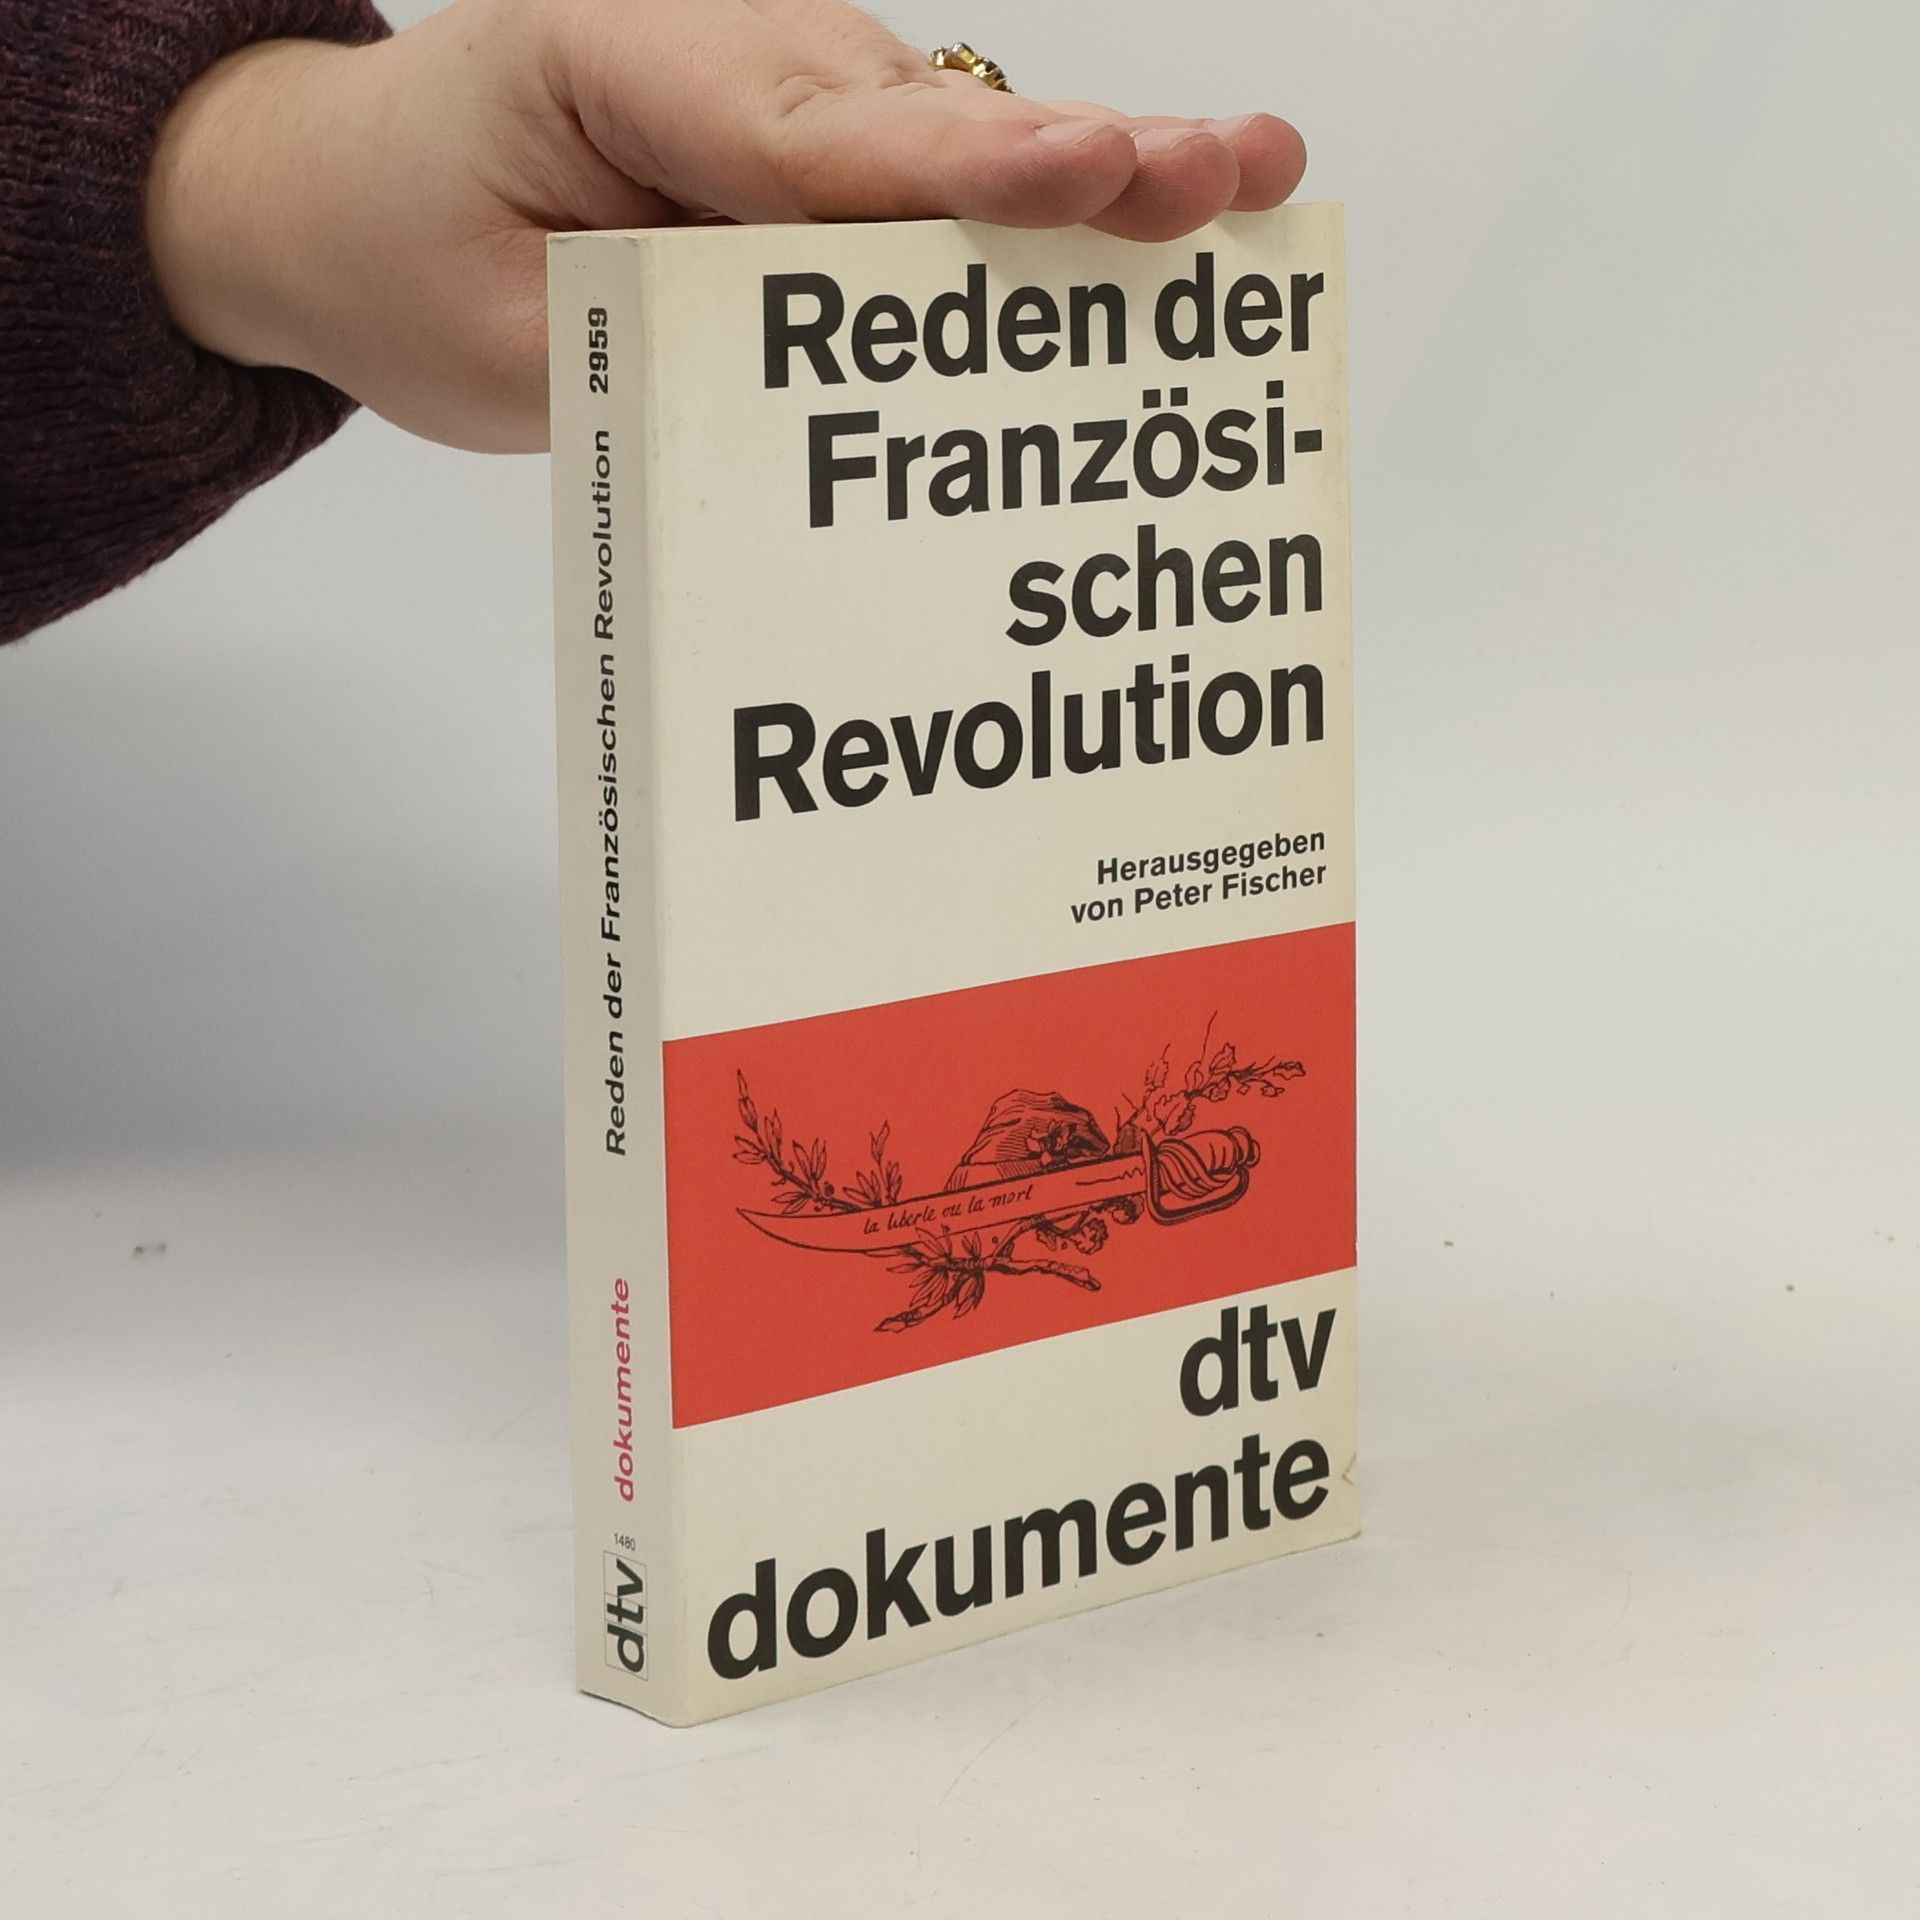 Reden der
Französi-
schen
Revolution
Herausgegeben
von Peter Fischer
la liberte ou la mort
dtv
dokumente
Reden der Französischen Revolution 2959
dokumente
1480
dtv